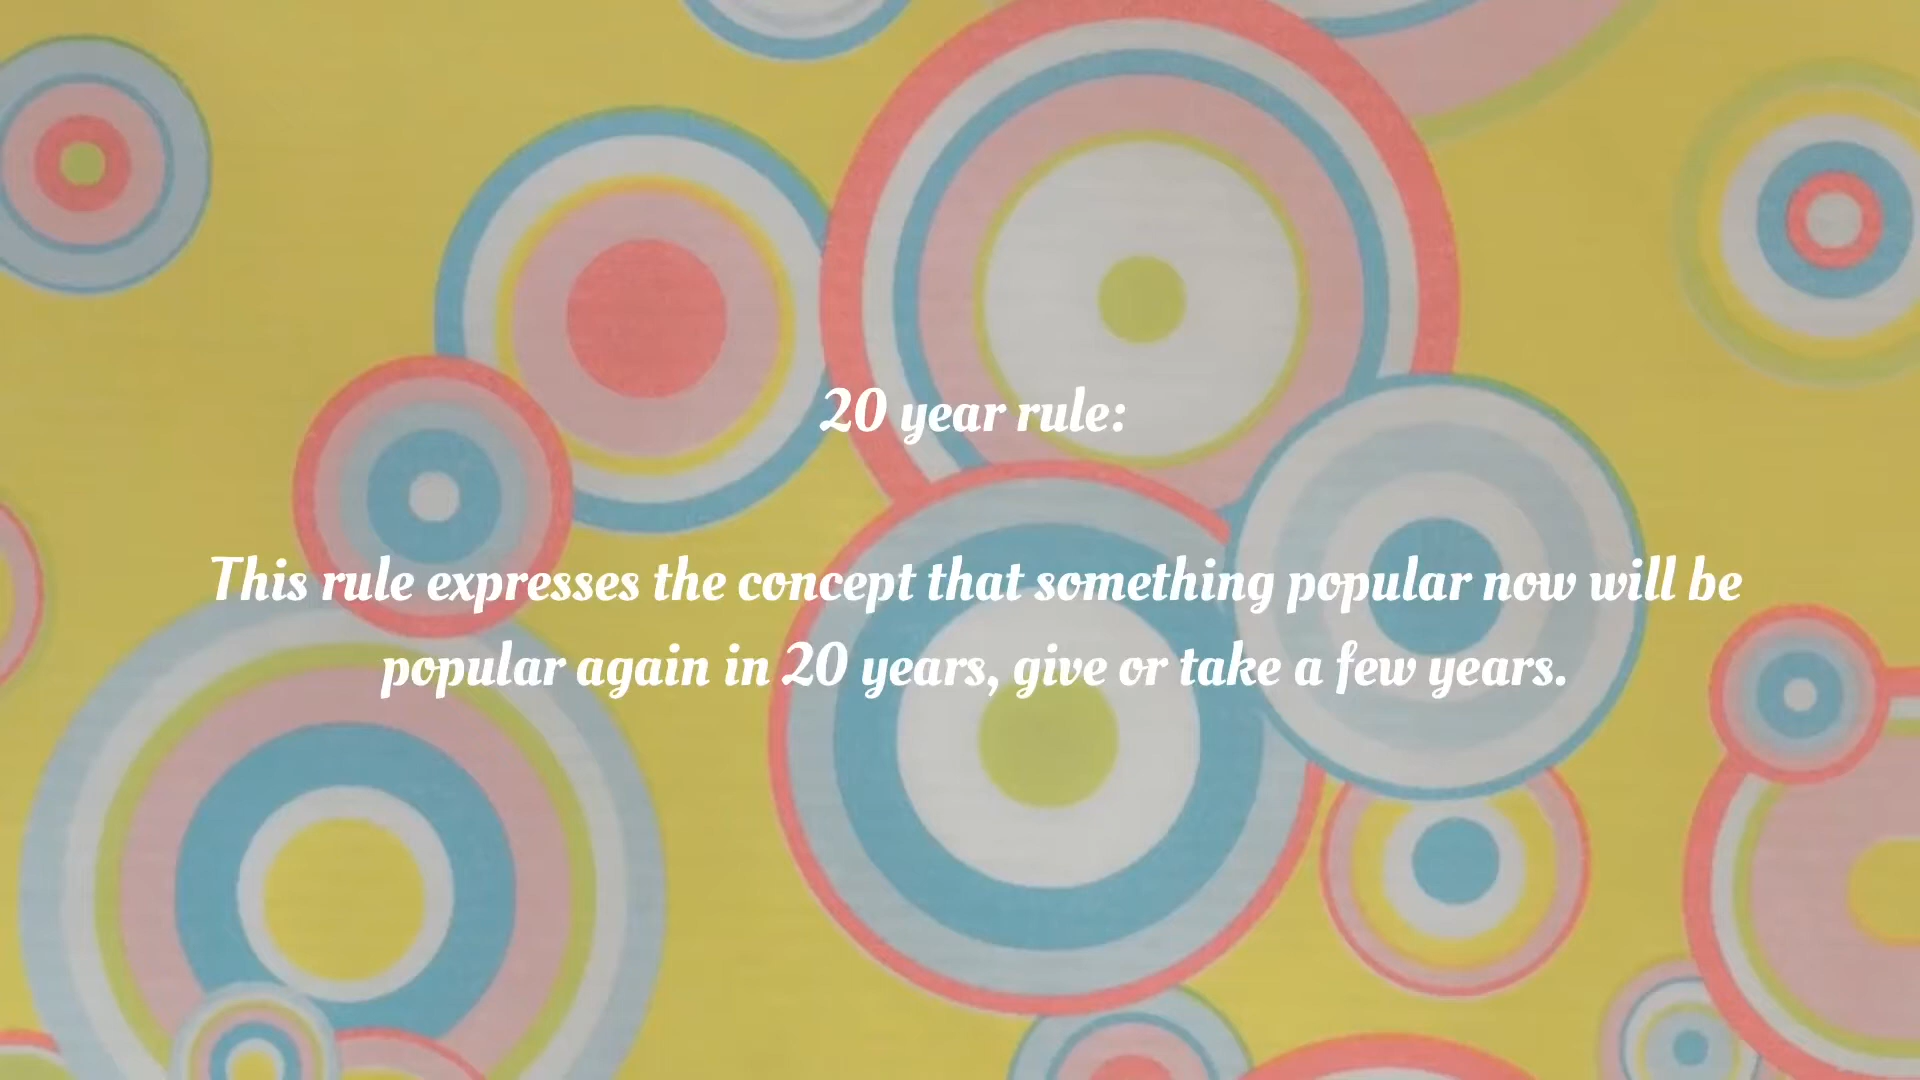 20 year rule:
This rule expresses the concept that something popular now will be
popular again in 20 years, give or take a few years.